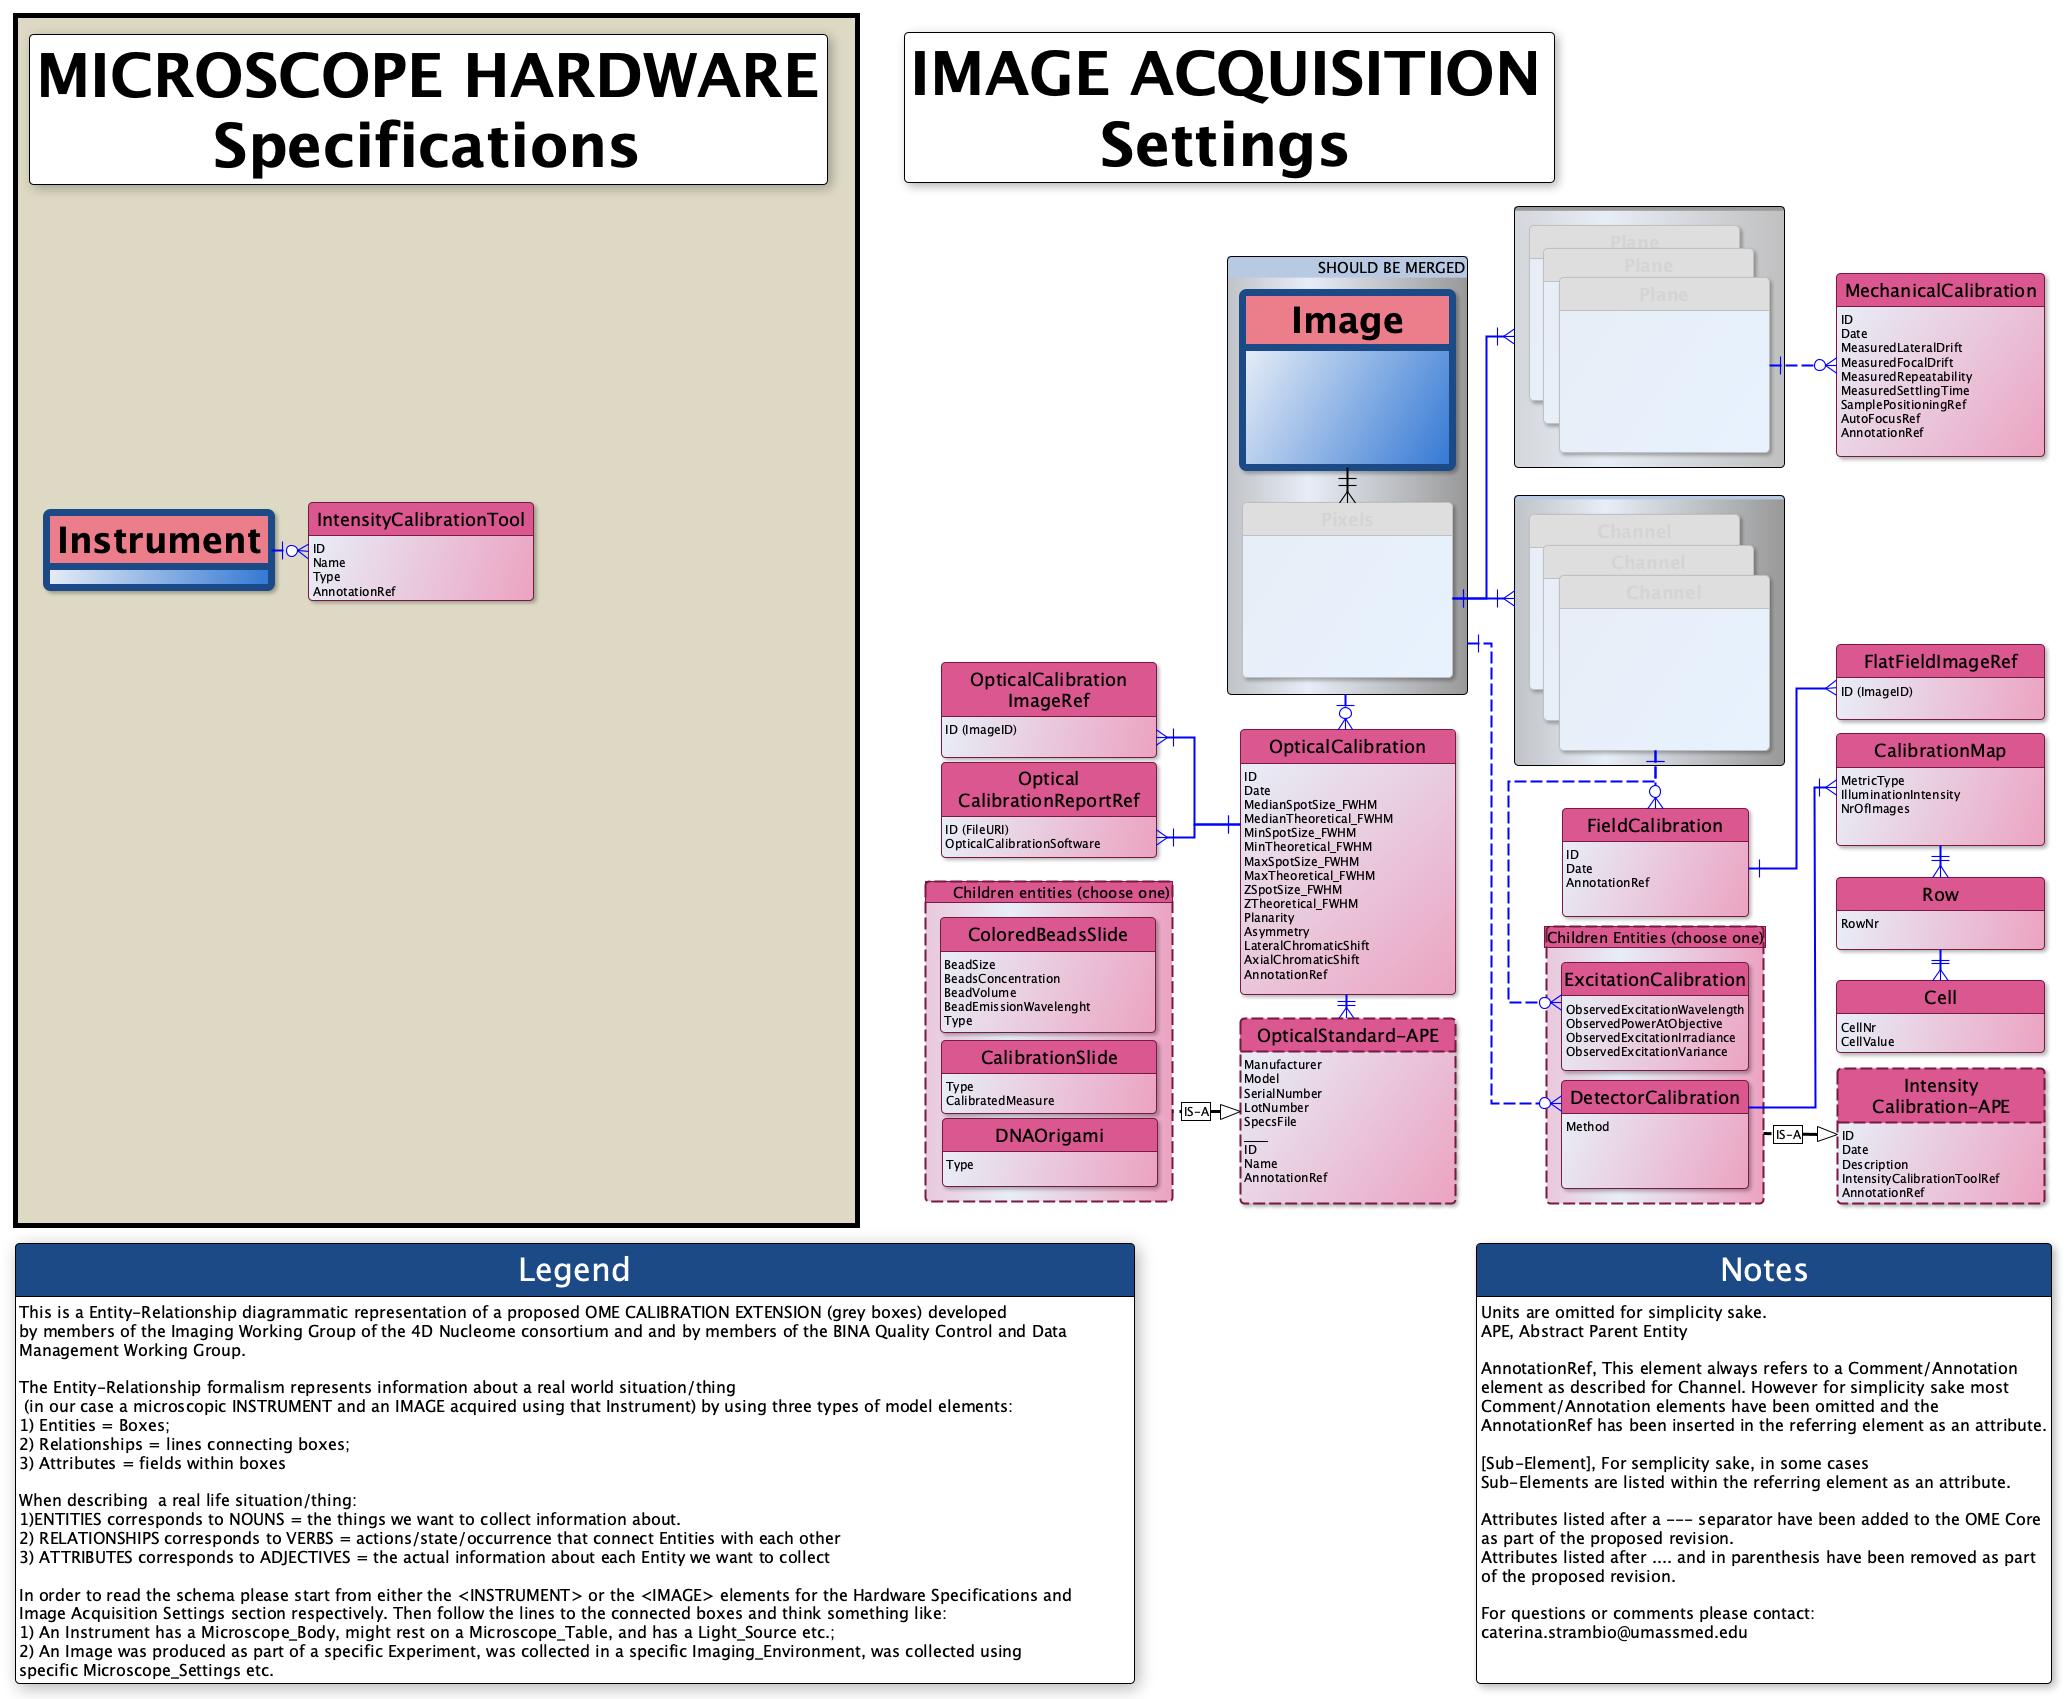 MICROSCOPE HARDWARE
Specifications
IMAGE ACQUISITION
Settings
Instrument
IntensityCalibrationTool
ID
Name
Type
AnnotationRef
SHOULD BE MERGED
Image
Pixels
Plane
Plane
Plane
MechanicalCalibration
ID
Date
MeasuredLateralDrift
MeasuredFocalDrift
MeasuredRepeatability
MeasuredSettlingTime
SamplePositioningRef
AutoFocusRef
AnnotationRef
Channel
Channel
Channel
OpticalCalibration
ImageRef
ID (ImageID)
Optical
CalibrationReportRef
ID (FileURI)
OpticalCalibrationSoftware
OpticalCalibration
ID
Date
MedianSpotSize_FWHM
MedianTheoretical_FWHM
MinSpotSize_FWHM
MinTheoretical_FWHM
MaxSpotSize_FWHM
MaxTheoretical_FWHM
ZSpotSize_FWHM
ZTheoretical_FWHM
Planarity
Asymmetry
LateralChromaticShift
AxialChromaticShift
AnnotationRef
Children entities (choose one)
ColoredBeadsSlide
BeadSize
BeadsConcentration
BeadVolume
BeadEmissionWavelenght
Type
CalibrationSlide
Type
CalibratedMeasure
DNAOrigami
Type
IS-A
OpticalStandard-APE
Manufacturer
Model
SerialNumber
LotNumber
SpecsFile
____
ID
Name
AnnotationRef
FieldCalibration
ID
Date
AnnotationRef
Children Entities (choose one)
ExcitationCalibration
ObservedExcitationWavelength
ObservedPowerAtObjective
ObservedExcitationIrradiance
ObservedExcitationVariance
DetectorCalibration
Method
IS-A
FlatFieldImageRef
ID (ImageID)
CalibrationMap
MetricType
IlluminationIntensity
NrOfImages
Row
RowNr
Cell
CellNr
CellValue
Intensity
Calibration-APE
ID
Date
Description
IntensityCalibrationToolRef
AnnotationRef
Legend
This is a Entity-Relationship diagrammatic representation of a proposed OME CALIBRATION EXTENSION (grey boxes) developed
by members of the Imaging Working Group of the 4D Nucleome consortium and and by members of the BINA Quality Control and Data
Management Working Group.
The Entity-Relationship formalism represents information about a real world situation/thing
(in our case a microscopic INSTRUMENT and an IMAGE acquired using that Instrument) by using three types of model elements:
1) Entities = Boxes;
2) Relationships = lines connecting boxes;
3) Attributes = fields within boxes
When describing  a real life situation/thing:
1)ENTITIES corresponds to NOUNS = the things we want to collect information about.
2) RELATIONSHIPS corresponds to VERBS = actions/state/occurrence that connect Entities with each other
3) ATTRIBUTES corresponds to ADJECTIVES = the actual information about each Entity we want to collect
In order to read the schema please start from either the <INSTRUMENT> or the <IMAGE> elements for the Hardware Specifications and
Image Acquisition Settings section respectively. Then follow the lines to the connected boxes and think something like:
1) An Instrument has a Microscope_Body, might rest on a Microscope_Table, and has a Light_Source etc.;
2) An Image was produced as part of a specific Experiment, was collected in a specific Imaging_Environment, was collected using
specific Microscope_Settings etc.
Notes
Units are omitted for simplicity sake.
APE, Abstract Parent Entity
AnnotationRef, This element always refers to a Comment/Annotation
element as described for Channel. However for simplicity sake most
Comment/Annotation elements have been omitted and the
AnnotationRef has been inserted in the referring element as an attribute.
[Sub-Element], For semplicity sake, in some cases
Sub-Elements are listed within the referring element as an attribute.
Attributes listed after a --- separator have been added to the OME Core
as part of the proposed revision.
Attributes listed after .... and in parenthesis have been removed as part
of the proposed revision.
For questions or comments please contact:
caterina.strambio@umassmed.edu